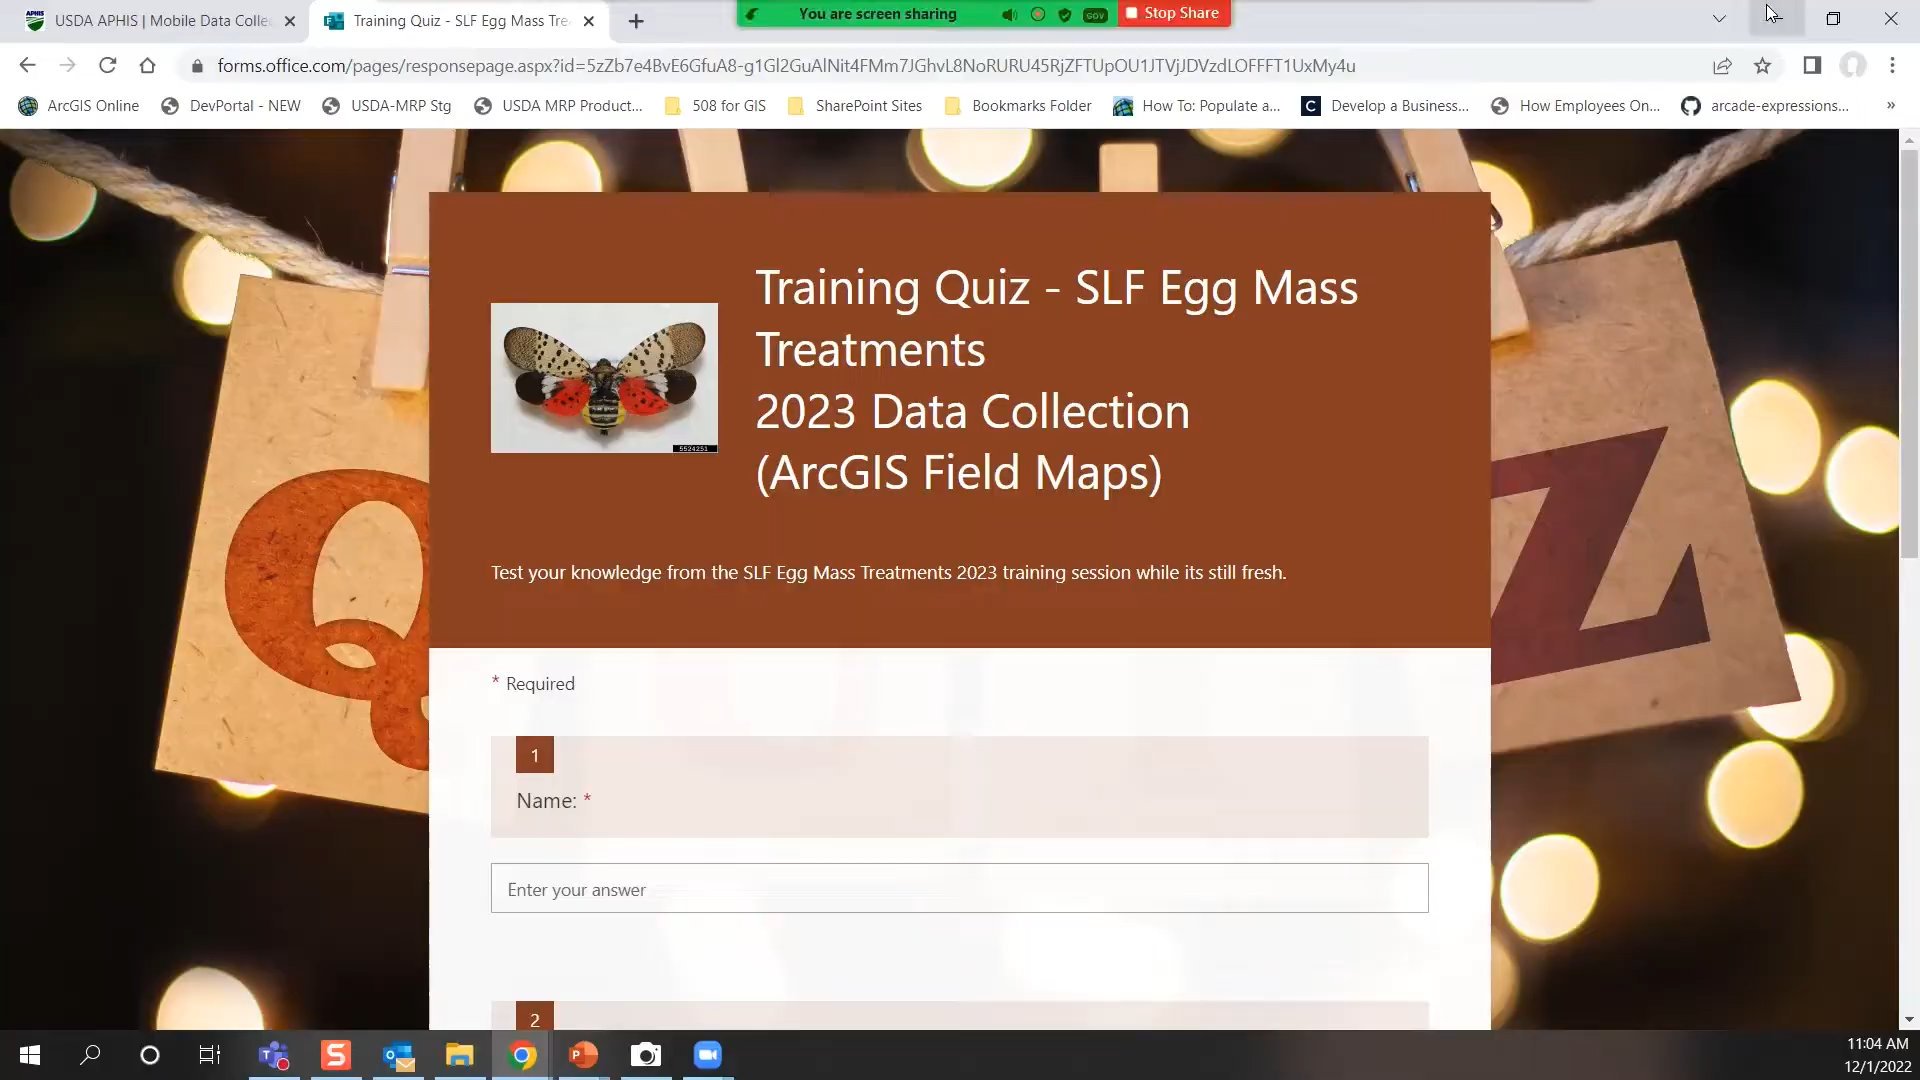 USDA APHIS | Mobile Data Collec
Training Quiz - SLF Egg Mass Tre
You are screen sharing
GOV
Stop Share
forms.office.com/pages/responsepage.aspx?id=5zZb7e4BvE6GfuA8-g1Gl2GuAlNit4FMm7JGhvL8NoRURU45RjZFTUpOU1JTVjJDVzdLOFFFT1UxMy4u
ArcGIS Online
DevPortal - NEW
USDA-MRP Stg
USDA MRP Product...
508 for GIS
SharePoint Sites
Bookmarks Folder
How To: Populate a...
Develop a Business...
How Employees On...
arcade-expressions...
»
Training Quiz - SLF Egg Mass
Treatments
2023 Data Collection
(ArcGIS Field Maps)
5524251
Test your knowledge from the SLF Egg Mass Treatments 2023 training session while its still fresh.
Q
Z
* Required
1
Name: *
Enter your answer
2
11:04 AM
12/1/2022